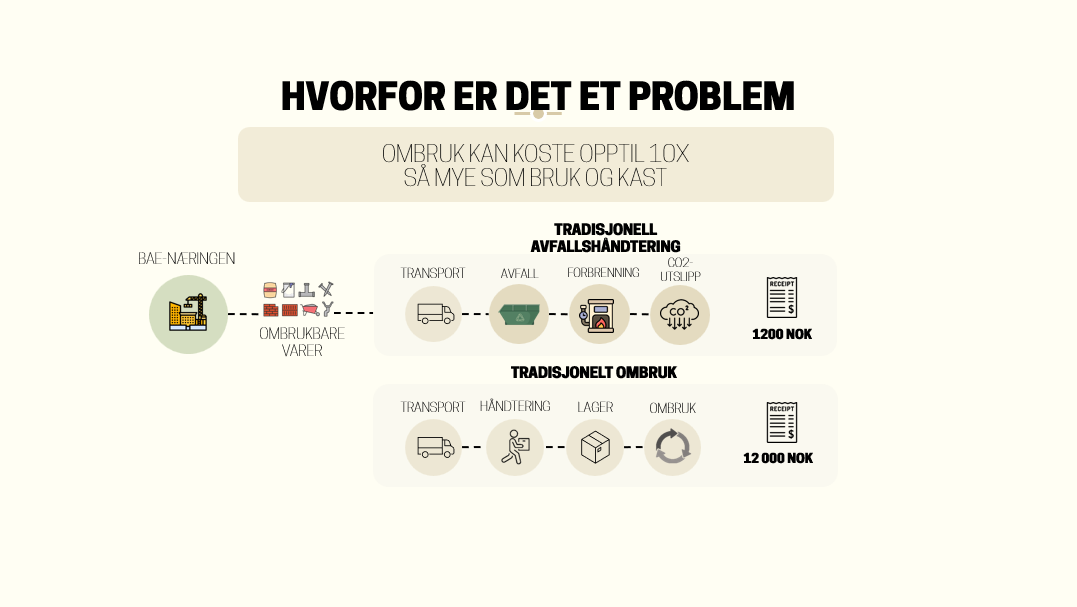 HVORFOR ER DET ET PROBLEM
OMBRUK KAN KOSTE OPPTIL 10X
SÅ MYE SOM BRUK OG KAST
BAE-NÆRINGEN
OMBRUKBARE
VARER
TRADISJONELL
AVFALLSHÅNDTERING
TRANSPORT
AVFALL
FORBRENNING
CO2-
UTSLIPP
CO²
RECEIPT
$
1200 NOK
TRADISJONELT OMBRUK
TRANSPORT
HÅNDTERING
LAGER
OMBRUK
RECEIPT
$
12 000 NOK